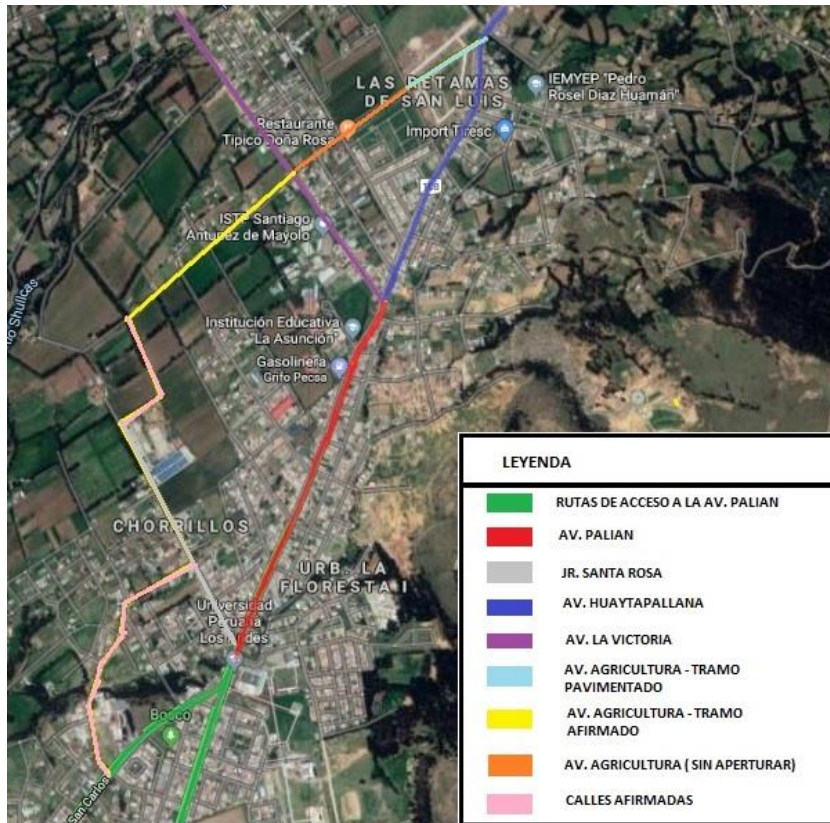 LAS RETAMAS
DE SAN LUIS
IEMYEP "Pedro
Rosel Diaz Huamán"
Restaurante
Tipico Doña Rosa
Import Tiresc
108
ISTP Santiago
Antunez de Mayolo
Shullcas
Institución Educativa
"La Asunción"
Gasolinera
Grifo Pecsa
CHORRILLOS
URB. LA
FLORESTA I
Universidad
Peruana
Los Andes
Bosco
San Carlos
LEYENDA
RUTAS DE ACCESO A LA AV. PALIAN
AV. PALIAN
JR. SANTA ROSA
AV. HUAYTAPALLANA
AV. LA VICTORIA
AV. AGRICULTURA - TRAMO
PAVIMENTADO
AV. AGRICULTURA - TRAMO
AFIRMADO
AV. AGRICULTURA ( SIN APERTURAR)
CALLES AFIRMADAS